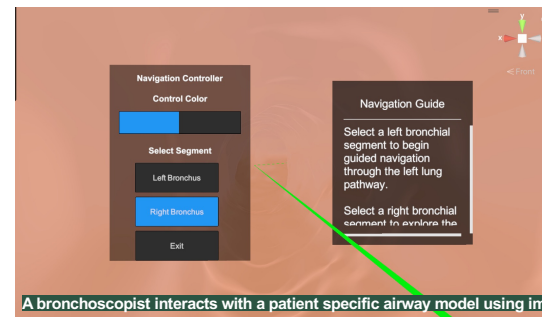 Navigation Controller
Control Color
Select Segment
Left Bronchus
Right Bronchus
Exit
Navigation Guide
Select a left bronchial
segment to begin
guided navigation
through the left lung
pathway.
Select a right bronchial
segment to explore the
y
x
Front
A bronchoscopist interacts with a patient specific airway model using im